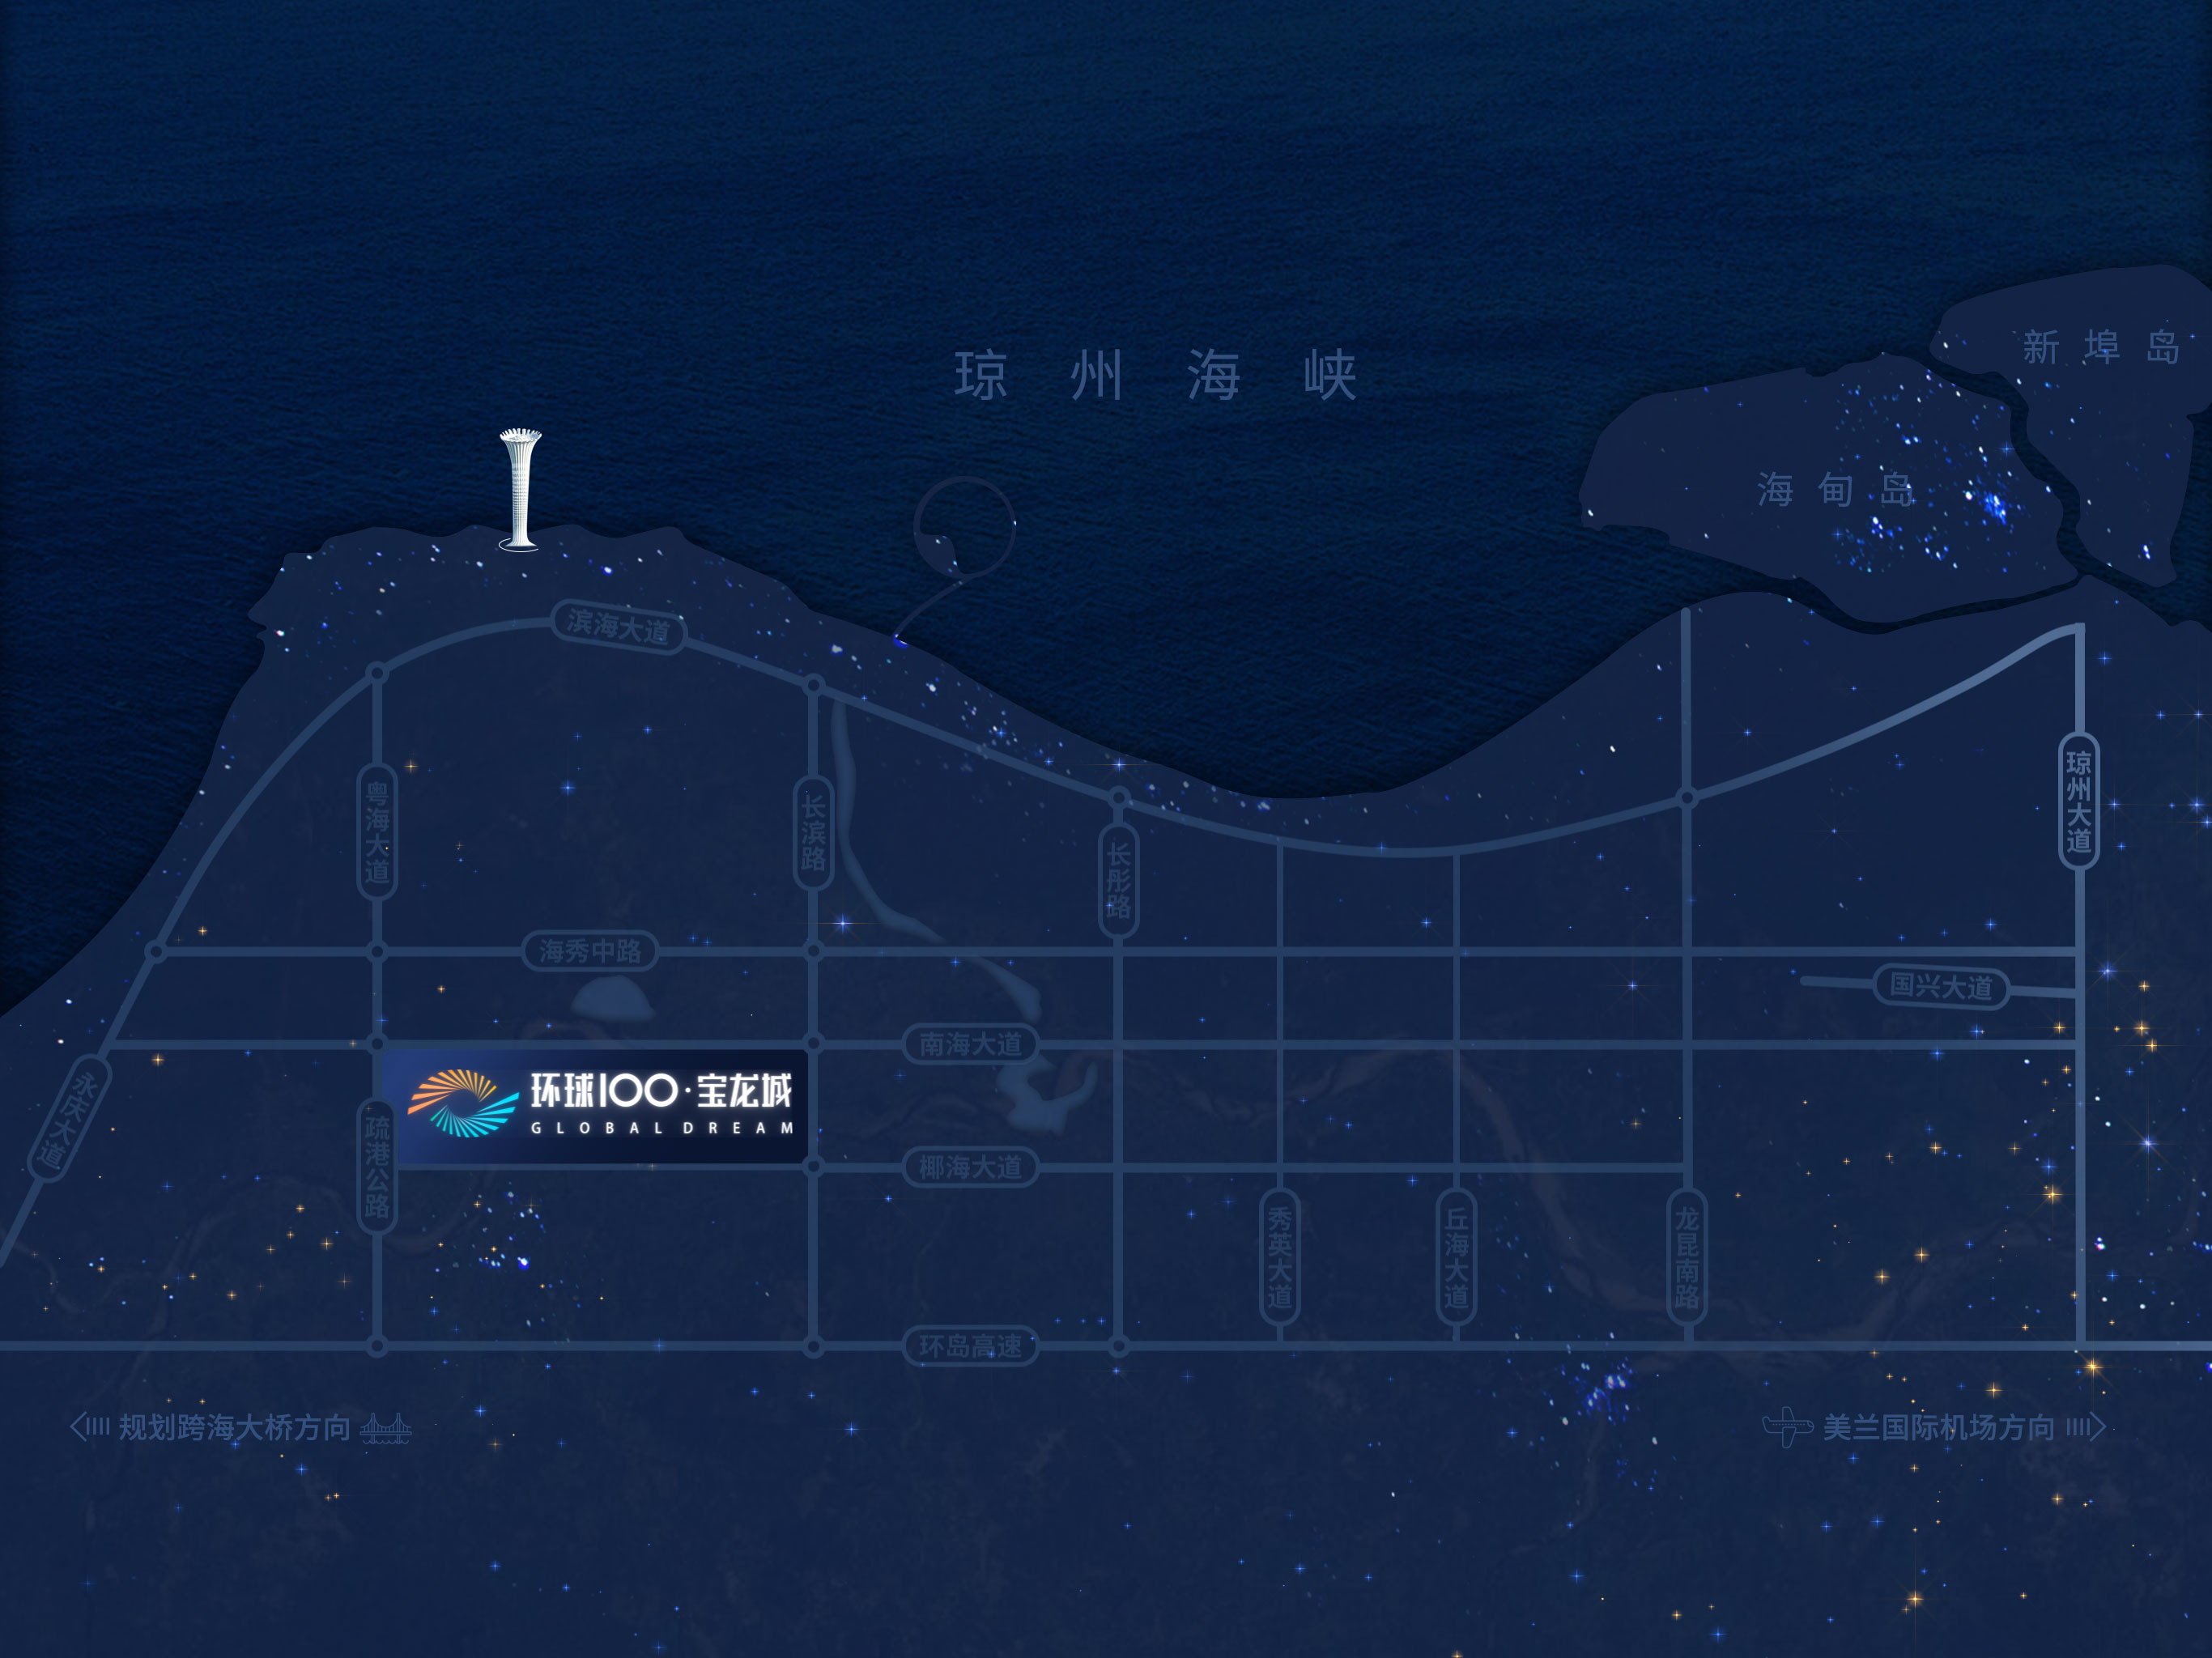 琼州海峡
新埠岛
海甸岛
滨海大道
粤海大道
长滨路
长彤路
琼州大道
海秀中路
国兴大道
南海大道
永庆大道
疏港公路
环球100·宝龙城
GLOBAL DREAM
椰海大道
秀英大道
丘海大道
龙昆南路
环岛高速
规划跨海大桥方向
美兰国际机场方向